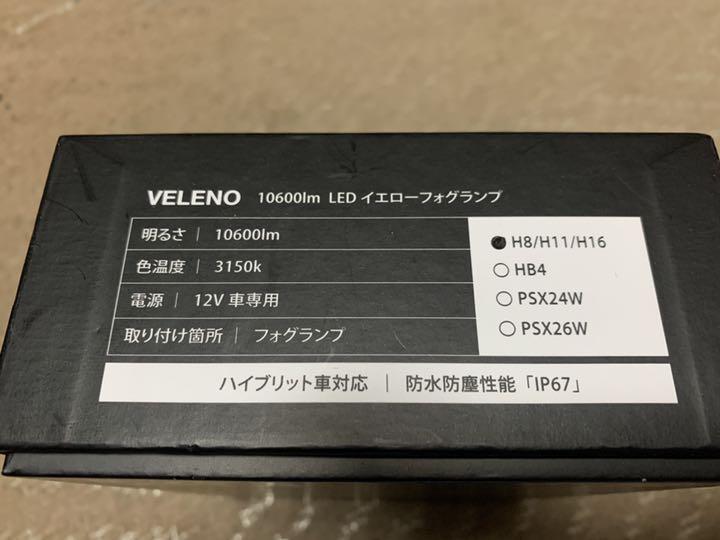 VELENO 10600lm LED イエローフォグランプ
明るさ | 10600lm
色温度 | 3150k
電源 | 12V 車専用
取り付け箇所 | フォグランプ
● H8/H11/H16
○ HB4
○ PSX24W
○ PSX26W
ハイブリット車対応 | 防水防塵性能「IP67」